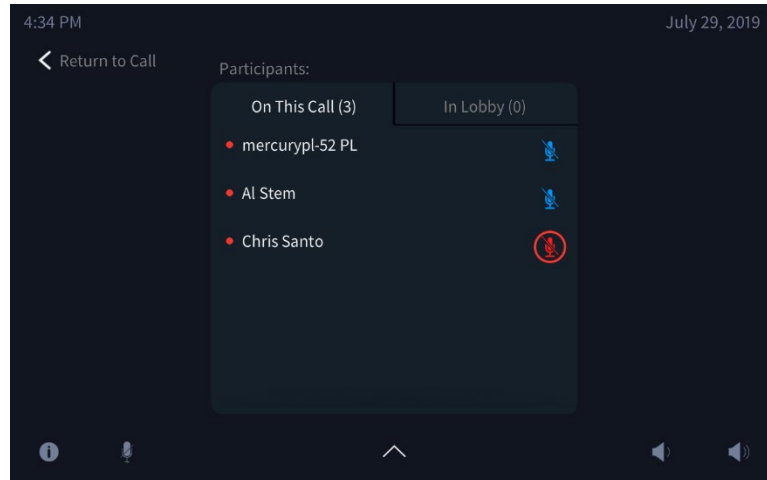 4:34 PM
July 29, 2019
Return to Call
Participants:
On This Call (3)
In Lobby (0)
mercurypl-52 PL
Al Stem
Chris Santo